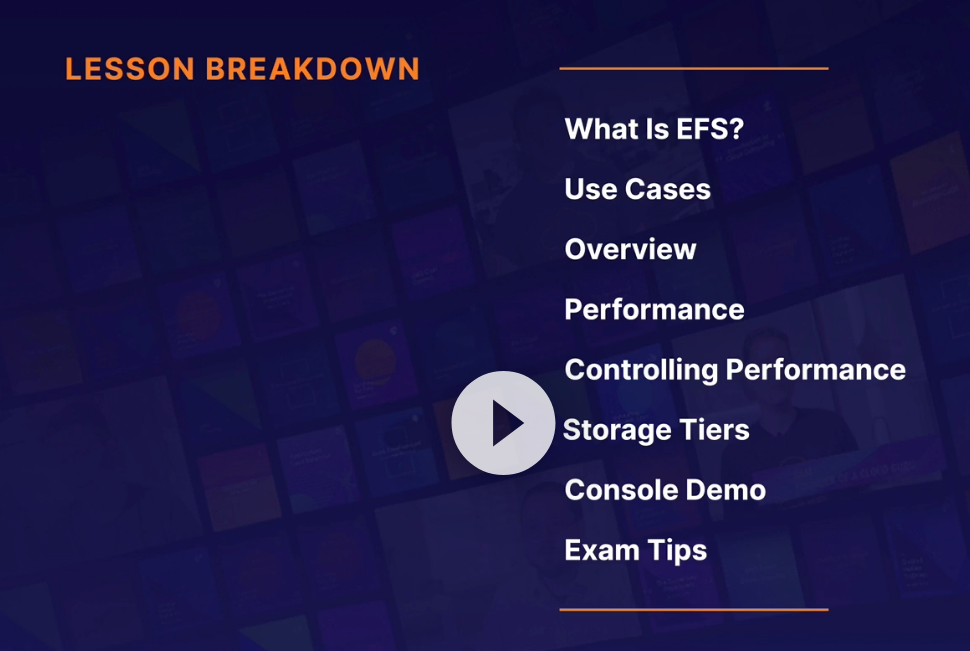 LESSON BREAKDOWN
What Is EFS?
Use Cases
Overview
Performance
Controlling Performance
Storage Tiers
Console Demo
Exam Tips